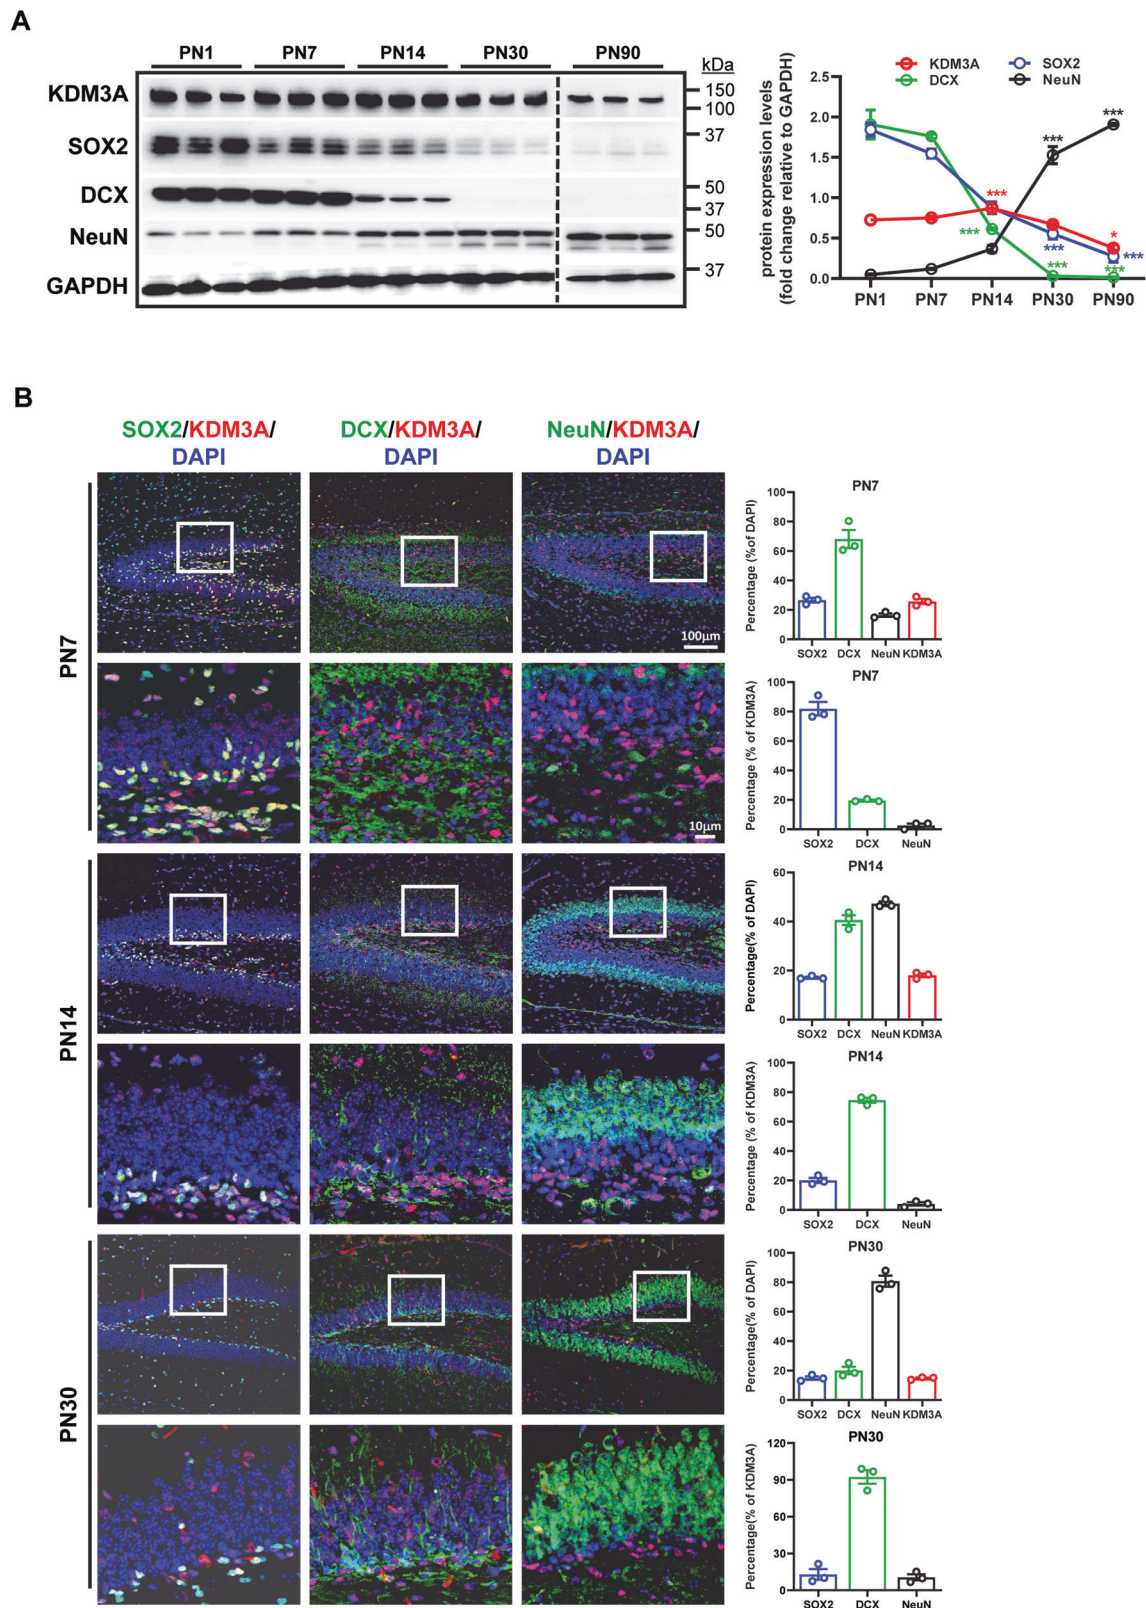 A
PN1 PN7 PN14 PN30 PN90
kDa
KDM3A
150
100
SOX2
37
DCX
50
37
NeuN
50
GAPDH
37
KDM3A SOX2
DCX NeuN
protein expression levels
(fold change relative to GAPDH)
2.5
2.0
1.5
1.0
0.5
0.0
***
***
***
***
***
***
*
***
***
PN1 PN7 PN14 PN30 PN90
B
SOX2/KDM3A/
DAPI
DCX/KDM3A/
DAPI
NeuN/KDM3A/
DAPI
PN7
100μm
10μm
PN14
PN30
PN7
Percentage (%of DAPI)
100
80
60
40
20
0
SOX2 DCX NeuN KDM3A
PN7
Percentage (% of KDM3A)
100
80
60
40
20
0
SOX2 DCX NeuN
PN14
Percentage(% of DAPI)
60
40
20
0
SOX2 DCX NeuN KDM3A
PN14
Percentage (% of KDM3A)
100
80
60
40
20
0
SOX2 DCX NeuN
PN30
Percentage(% of DAPI)
100
80
60
40
20
0
SOX2 DCX NeuN KDM3A
PN30
Percentage(% of KDM3A)
120
90
60
30
0
SOX2 DCX NeuN